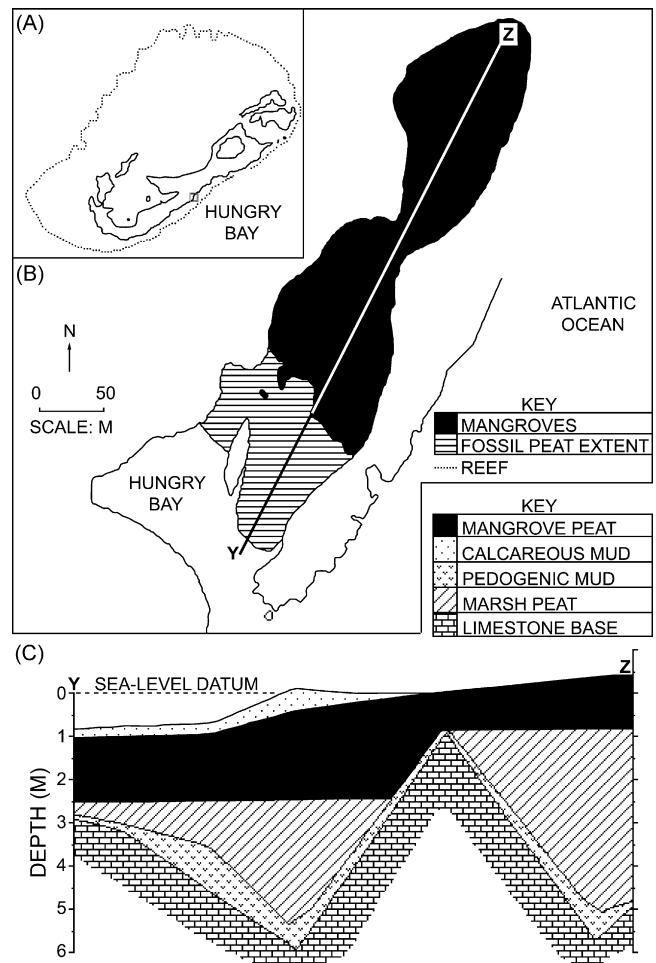 (A)
HUNGRY
BAY
(B)
Z
ATLANTIC
OCEAN
N
0 50
SCALE: M
HUNGRY
BAY
Y
KEY
MANGROVES
FOSSIL PEAT EXTENT
REEF
KEY
MANGROVE PEAT
CALCAREOUS MUD
PEDOGENIC MUD
MARSH PEAT
LIMESTONE BASE
(C)
Y SEA-LEVEL DATUM Z
0
1
2
3
4
5
6
DEPTH (M)